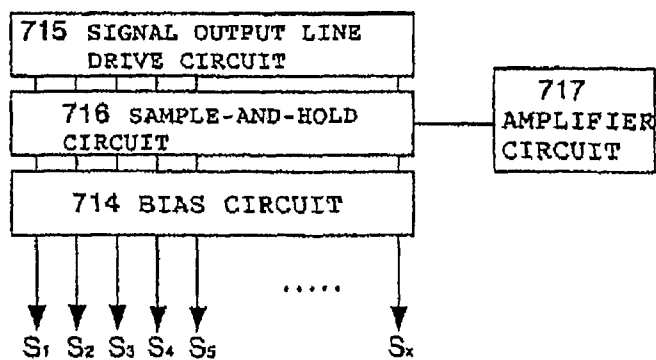 715 SIGNAL OUTPUT LINE
DRIVE CIRCUIT
716 SAMPLE-AND-HOLD
CIRCUIT
717
AMPLIFIER
CIRCUIT
714 BIAS CIRCUIT
.....
S1 S2 S3 S4 S5 Sx